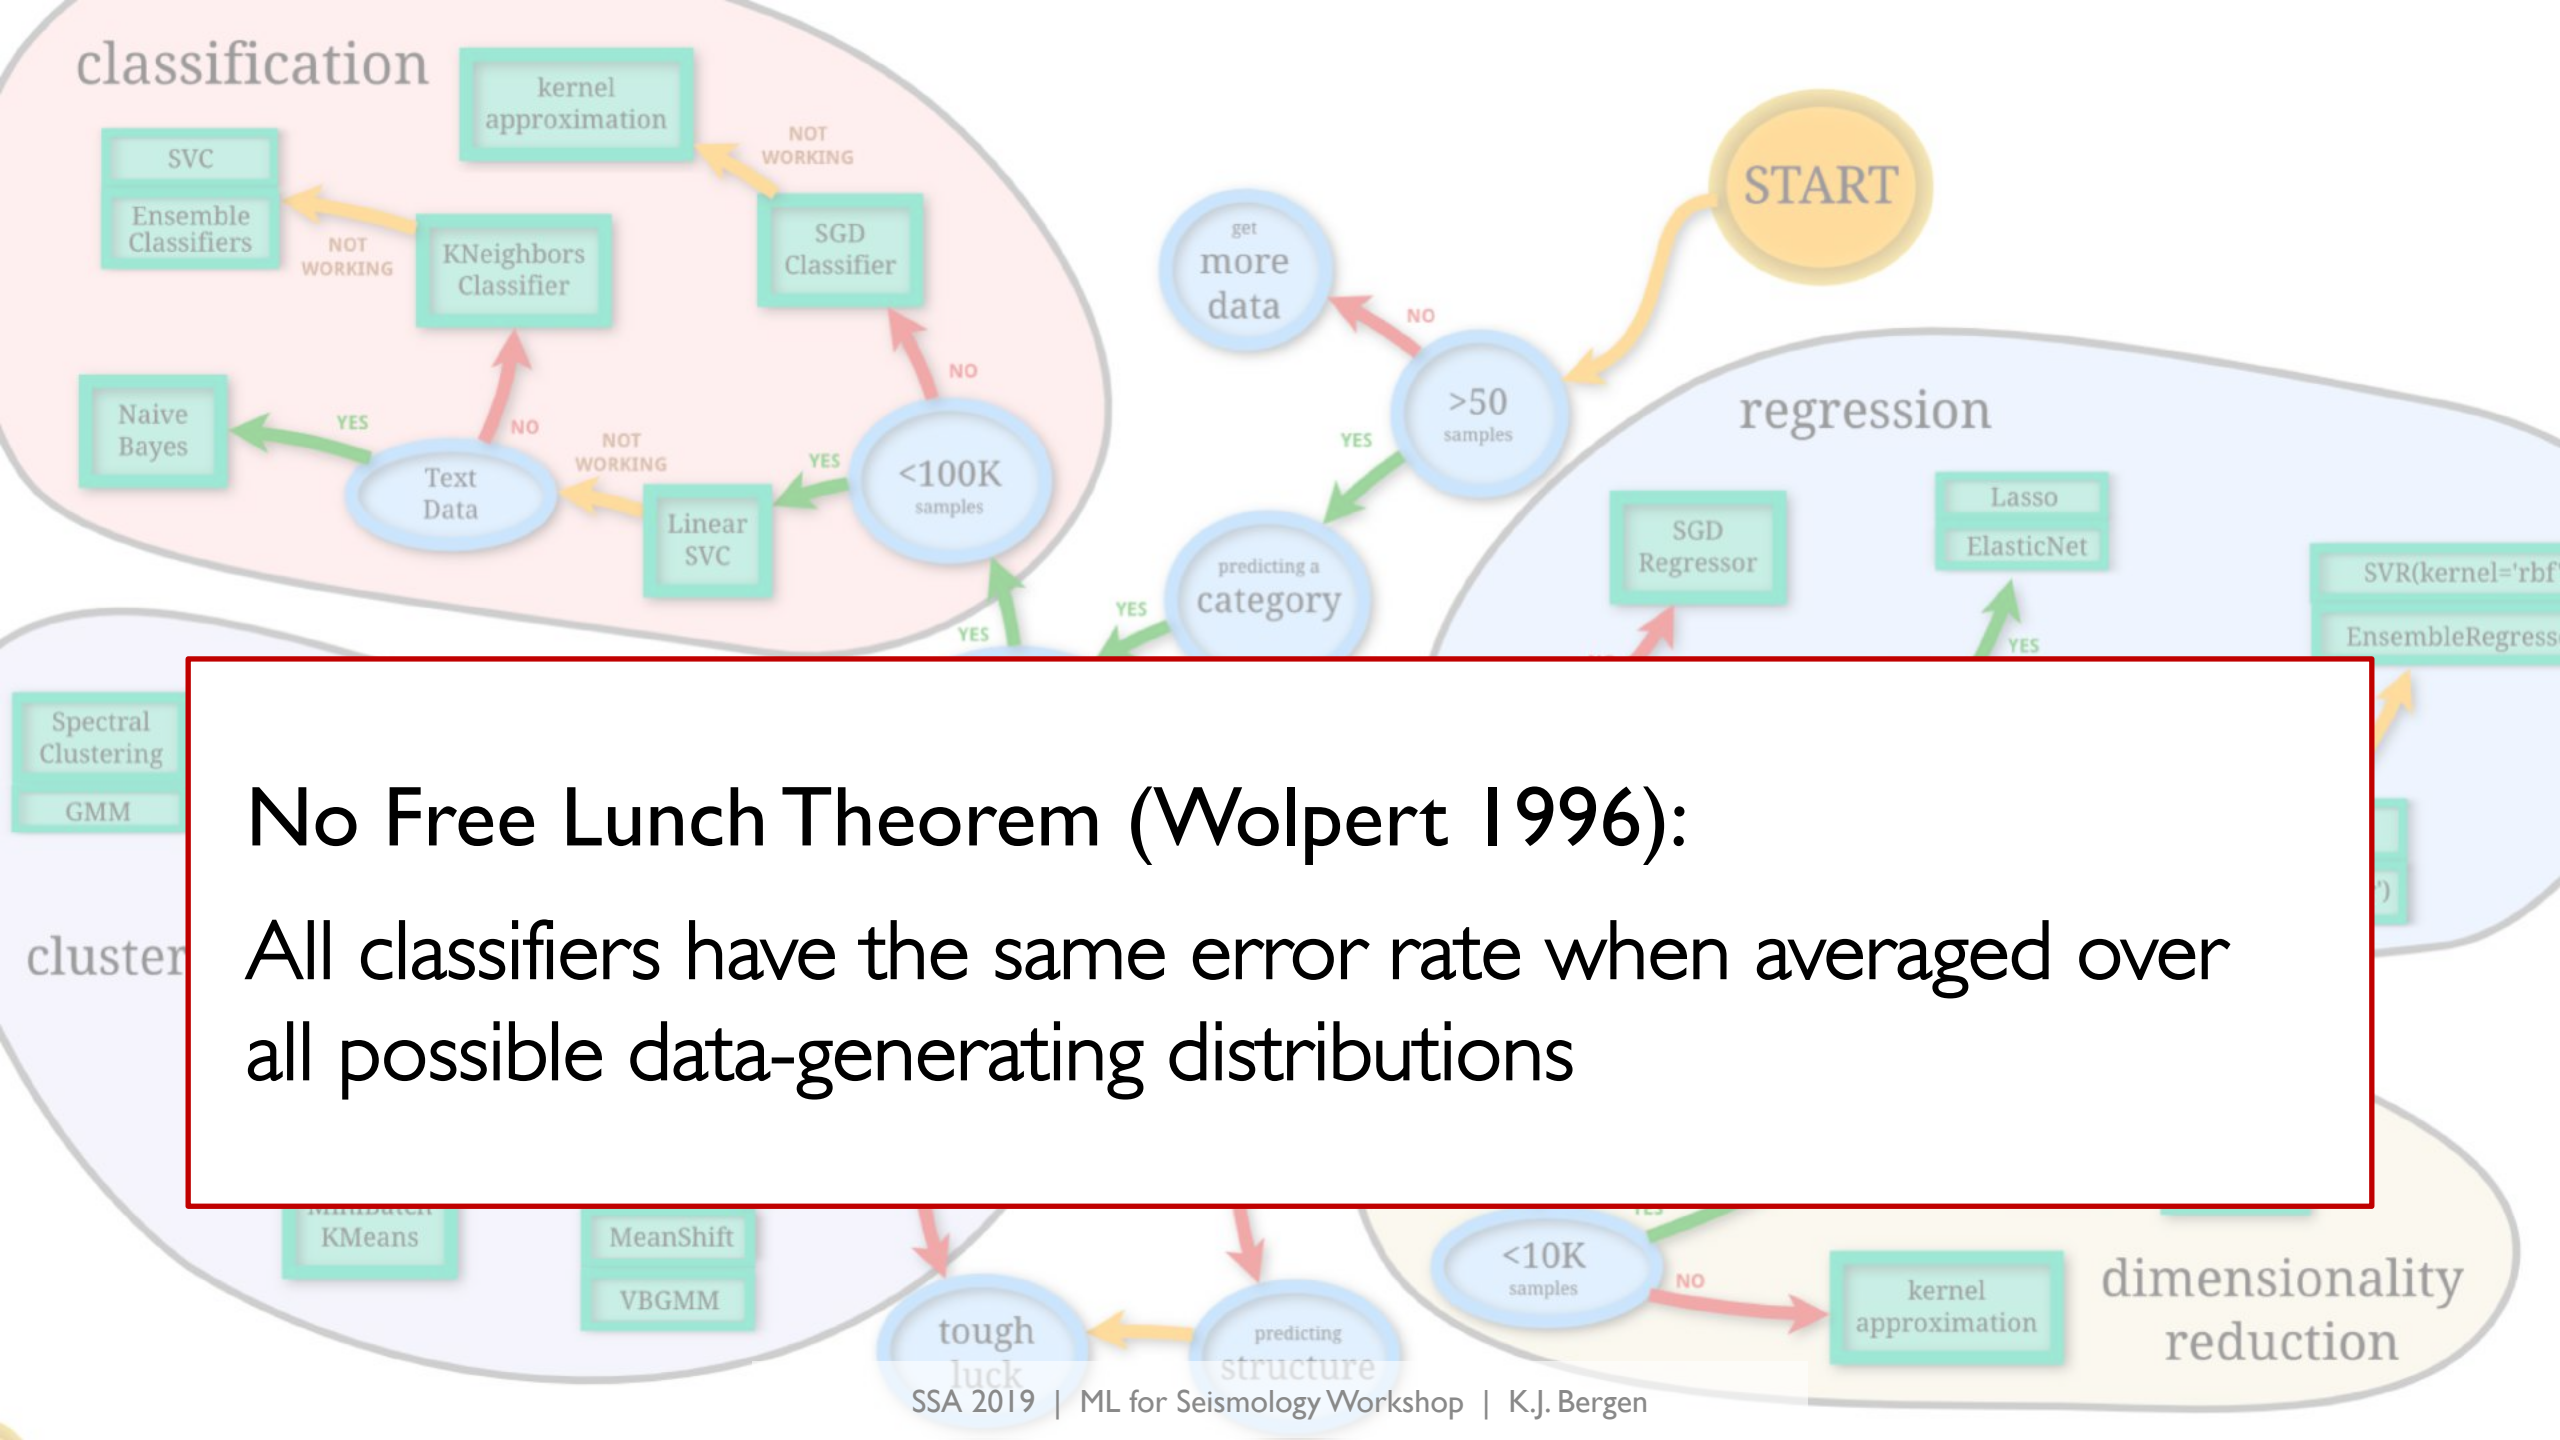 classification
kernel
approximation
NOT
WORKING
SVC
Ensemble
Classifiers
NOT
WORKING
KNeighbors
Classifier
SGD
Classifier
START
get
more
data
NO
>50
samples
YES
NO
regression
Naive
Bayes
YES
NO
Text
Data
NOT
WORKING
YES
<100K
samples
Linear
SVC
SGD
Regressor
Lasso
ElasticNet
predicting a
category
YES
YES
YES
SVR(kernel='rbf'
EnsembleRegress
Spectral
Clustering
GMM
cluster
')
No Free Lunch Theorem (Wolpert 1996):
All classifiers have the same error rate when averaged over
all possible data-generating distributions
KMeans
MeanShift
VBGMM
tough
luck
predicting
structure
<10K
samples
NO
kernel
approximation
dimensionality
reduction
SSA 2019 | ML for Seismology Workshop | K.J. Bergen